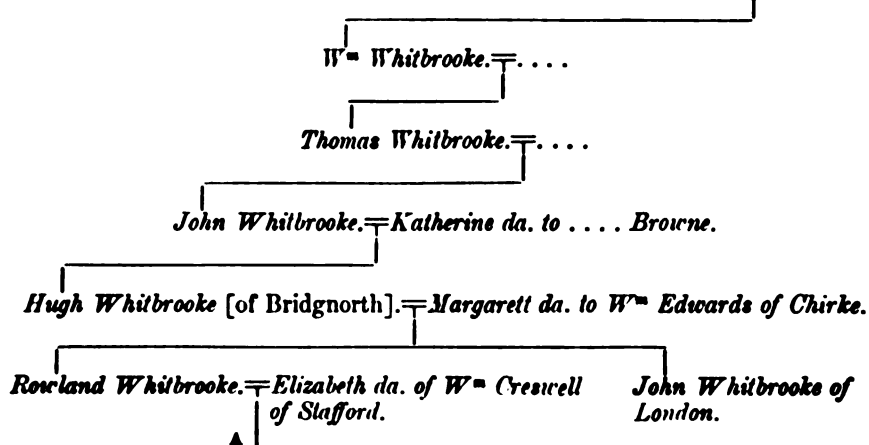 Wm Whitbrooke.=. . . .
Thomas Whitbrooke.=. . . .
John Whitbrooke.=Katherine da. to . . . . Browne.
Hugh Whitbrooke [of Bridgnorth].=Margarett da. to Wm Edwards of Chirke.
Rowland Whitbrooke.=Elizabeth da. of Wm Creswell
of Stafford.
John Whitbrooke of
London.
A